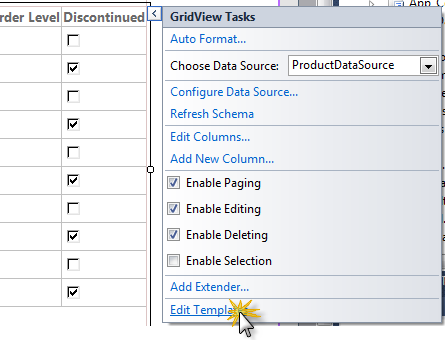 rder Level Discontinued
GridView Tasks
Auto Format...
Choose Data Source: ProductDataSource
Configure Data Source...
Refresh Schema
Edit Columns...
Add New Column...
Enable Paging
Enable Editing
Enable Deleting
Enable Selection
Add Extender...
Edit Templa